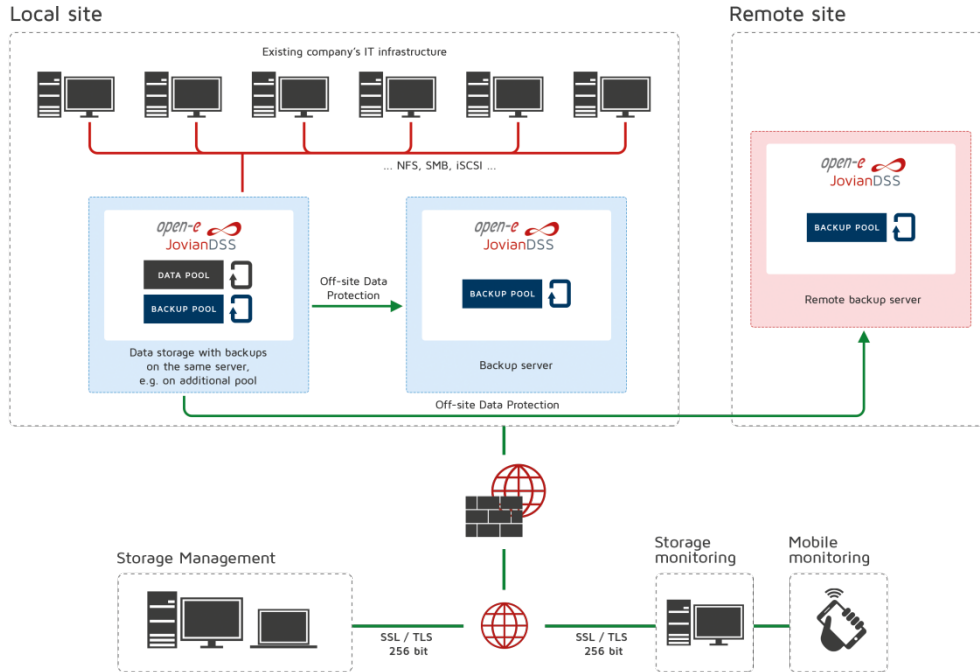 Local site
Remote site
Existing company's IT infrastructure
... NFS, SMB, iSCSI ...
open-e
JovianDSS
DATA POOL
BACKUP POOL
Data storage with backups
on the same server,
e.g. on additional pool
Off-site Data
Protection
open-e
JovianDSS
BACKUP POOL
Backup server
open-e
JovianDSS
BACKUP POOL
Remote backup server
Off-site Data Protection
Storage Management
Storage
monitoring
Mobile
monitoring
SSL / TLS
256 bit
SSL / TLS
256 bit